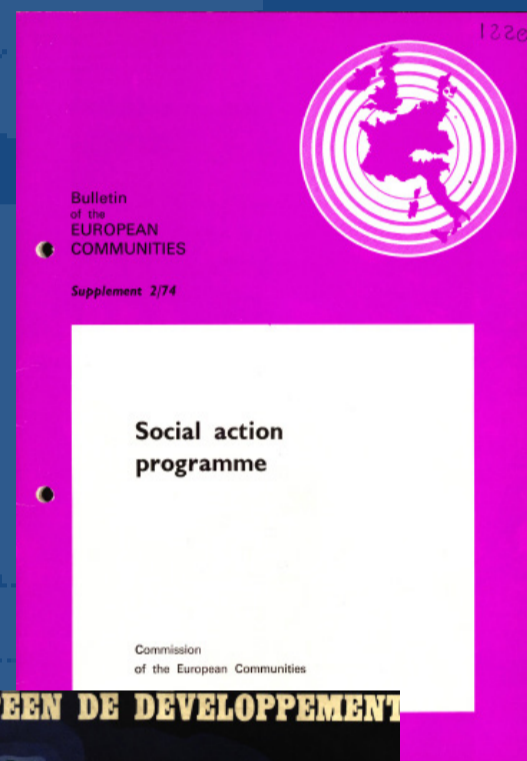 122
Bulletin
of the
EUROPEAN
COMMUNITIES
Supplement 2/74
Social action
programme
Commission
of the European Communities
EEN DE DEVELOPPEMENT